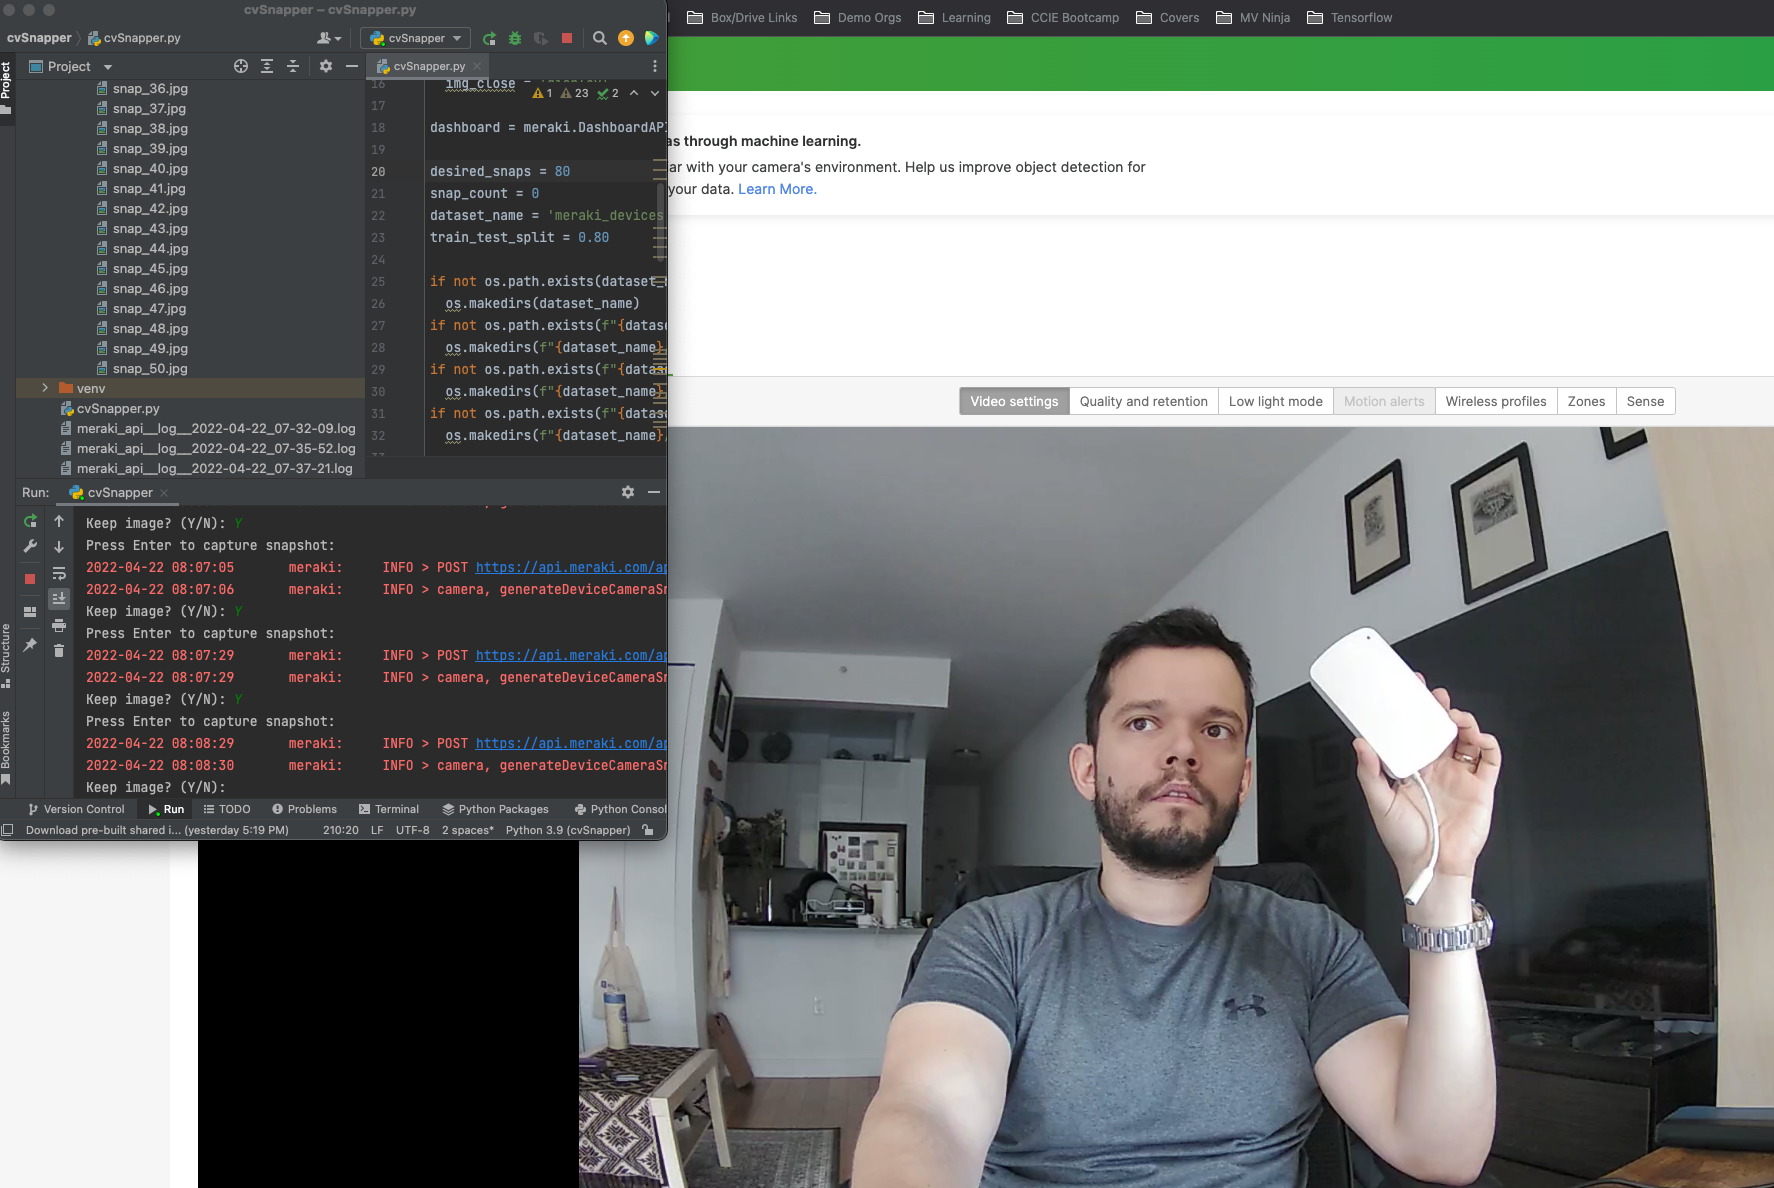 cvSnapper – cvSnapper.py
cvSnapper
cvSnapper.py
cvSnapper
Project
Project
cvSnapper.py
snap_36.jpg
snap_37.jpg
snap_38.jpg
snap_39.jpg
snap_40.jpg
snap_41.jpg
snap_42.jpg
snap_43.jpg
snap_44.jpg
snap_45.jpg
snap_46.jpg
snap_47.jpg
snap_48.jpg
snap_49.jpg
snap_50.jpg
venv
cvSnapper.py
meraki_api__log__2022-04-22_07-32-09.log
meraki_api__log__2022-04-22_07-35-52.log
meraki_api__log__2022-04-22_07-37-21.log
16 img_close =
1 23 2
17
18 dashboard = meraki.DashboardAPI
19
20 desired_snaps = 80
21 snap_count = 0
22 dataset_name = 'meraki_devices
23 train_test_split = 0.80
24
25 if not os.path.exists(dataset_
26 os.makedirs(dataset_name)
27 if not os.path.exists(f"{datas
28 os.makedirs(f"{dataset_name}
29 if not os.path.exists(f"{datas
30 os.makedirs(f"{dataset_name}
31 if not os.path.exists(f"{datas
32 os.makedirs(f"{dataset_name}/
Run: cvSnapper
Keep image? (Y/N): Y
Press Enter to capture snapshot:
2022-04-22 08:07:05 meraki: INFO > POST https://api.meraki.com/ap
2022-04-22 08:07:06 meraki: INFO > camera, generateDeviceCameraSn
Keep image? (Y/N): Y
Press Enter to capture snapshot:
2022-04-22 08:07:29 meraki: INFO > POST https://api.meraki.com/ap
2022-04-22 08:07:29 meraki: INFO > camera, generateDeviceCameraSn
Keep image? (Y/N): Y
Press Enter to capture snapshot:
2022-04-22 08:08:29 meraki: INFO > POST https://api.meraki.com/ap
2022-04-22 08:08:30 meraki: INFO > camera, generateDeviceCameraSn
Keep image? (Y/N):
Structure
Bookmarks
Version Control Run TODO Problems Terminal Python Packages Python Consol
Download pre-built shared i... (yesterday 5:19 PM) 210:20 LF UTF-8 2 spaces* Python 3.9 (cvSnapper)
Box/Drive Links Demo Orgs Learning CCIE Bootcamp Covers MV Ninja Tensorflow
as through machine learning.
ar with your camera's environment. Help us improve object detection for
your data. Learn More.
Video settings Quality and retention Low light mode Motion alerts Wireless profiles Zones Sense